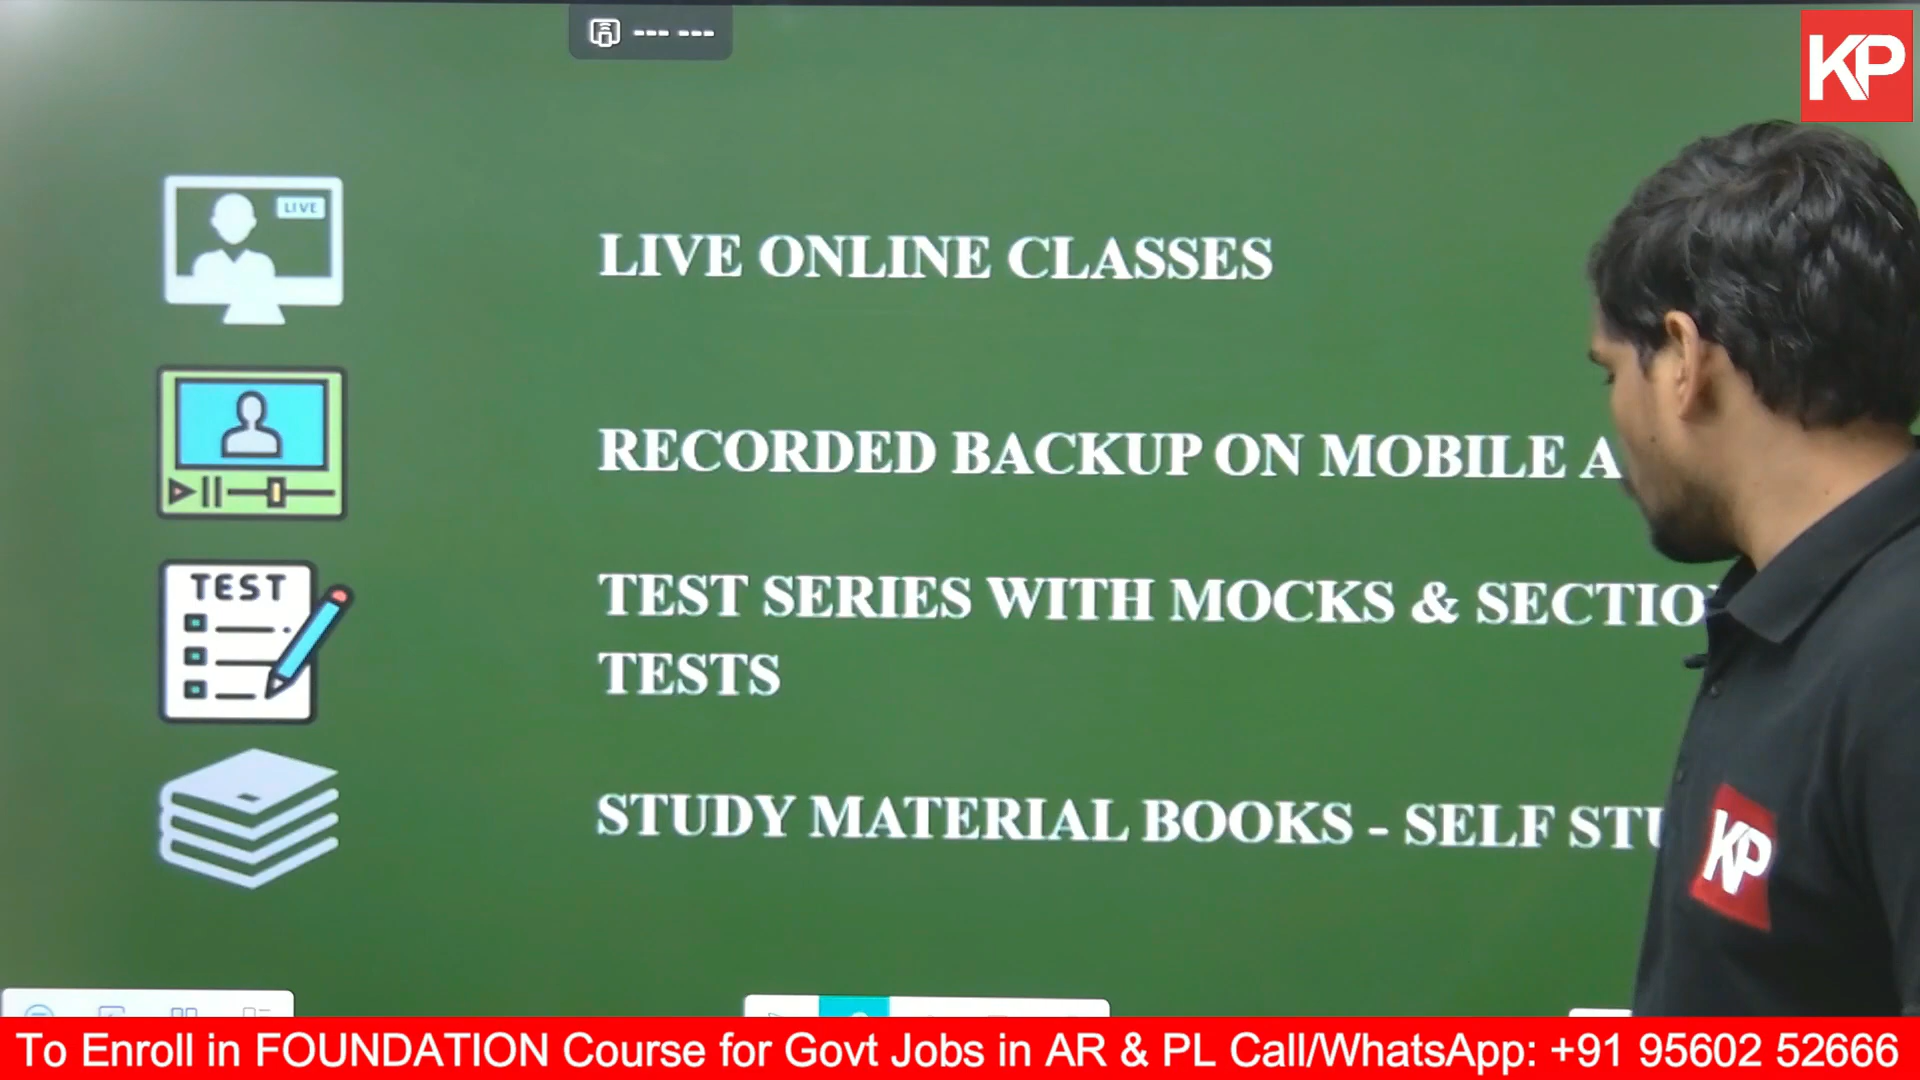 KP
LIVE
LIVE ONLINE CLASSES
RECORDED BACKUP ON MOBILE A
TEST
TEST SERIES WITH MOCKS & SECTIO
TESTS
STUDY MATERIAL BOOKS - SELF STU
KP
To Enroll in FOUNDATION Course for Govt Jobs in AR & PL Call/WhatsApp: +91 95602 52666